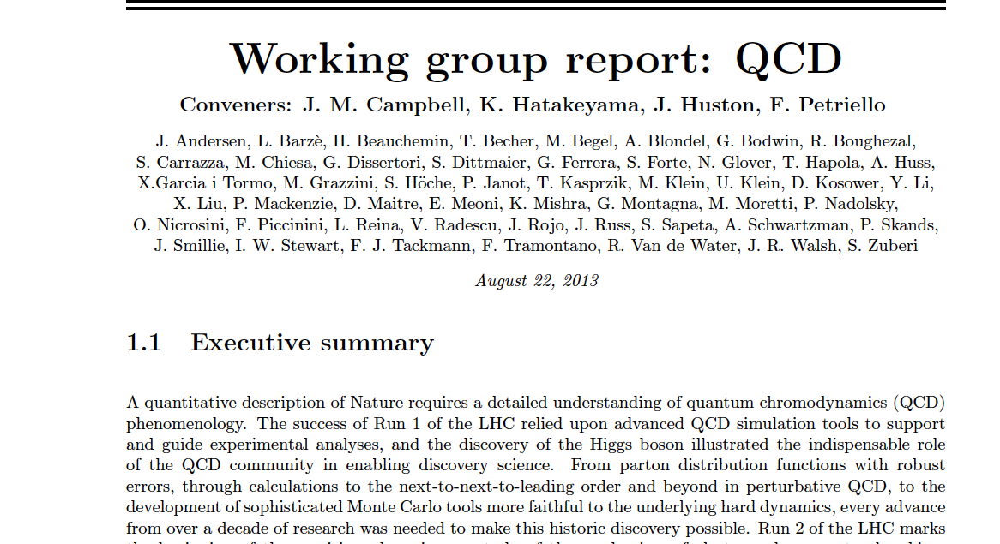 Working group report: QCD
Conveners: J. M. Campbell, K. Hatakeyama, J. Huston, F. Petriello
J. Andersen, L. Barzè, H. Beauchemin, T. Becher, M. Begel, A. Blondel, G. Bodwin, R. Boughezal,
S. Carrazza, M. Chiesa, G. Dissertori, S. Dittmaier, G. Ferrera, S. Forte, N. Glover, T. Hapola, A. Huss,
X.Garcia i Tormo, M. Grazzini, S. Höche, P. Janot, T. Kasprzik, M. Klein, U. Klein, D. Kosower, Y. Li,
X. Liu, P. Mackenzie, D. Maitre, E. Meoni, K. Mishra, G. Montagna, M. Moretti, P. Nadolsky,
O. Nicrosini, F. Piccinini, L. Reina, V. Radescu, J. Rojo, J. Russ, S. Sapeta, A. Schwartzman, P. Skands,
J. Smillie, I. W. Stewart, F. J. Tackmann, F. Tramontano, R. Van de Water, J. R. Walsh, S. Zuberi
August 22, 2013
1.1 Executive summary
A quantitative description of Nature requires a detailed understanding of quantum chromodynamics (QCD)
phenomenology. The success of Run 1 of the LHC relied upon advanced QCD simulation tools to support
and guide experimental analyses, and the discovery of the Higgs boson illustrated the indispensable role
of the QCD community in enabling discovery science. From parton distribution functions with robust
errors, through calculations to the next-to-next-to-leading order and beyond in perturbative QCD, to the
development of sophisticated Monte Carlo tools more faithful to the underlying hard dynamics, every advance
from over a decade of research was needed to make this historic discovery possible. Run 2 of the LHC marks